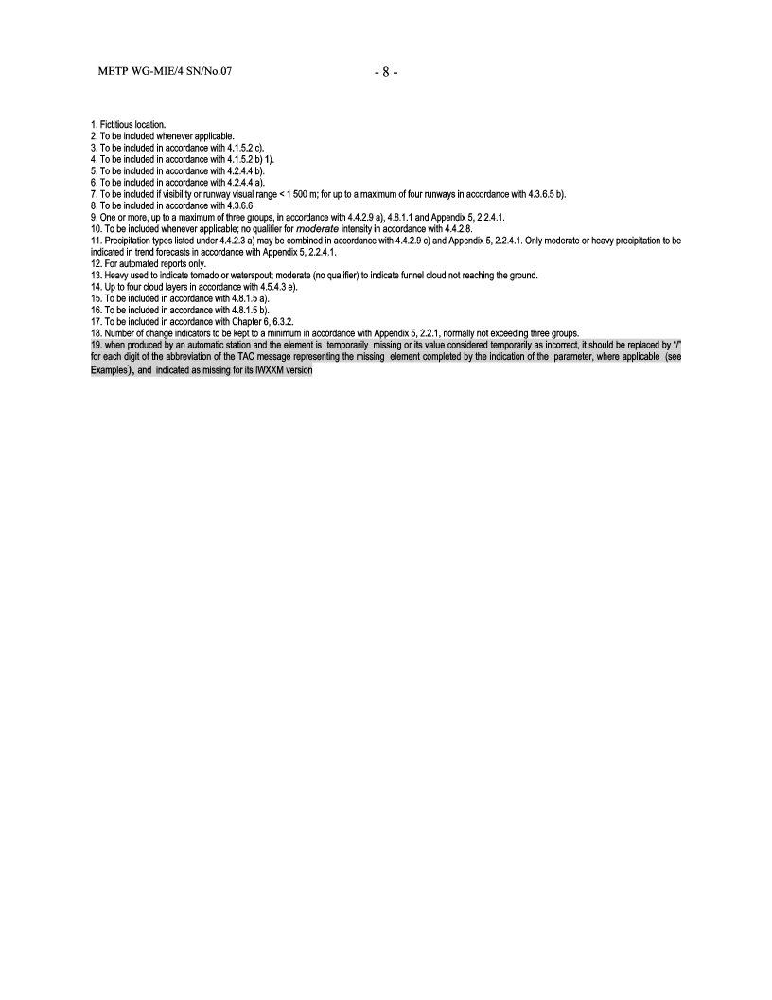 METP WG-MIE/4 SN/No.07
- 8 -
1. Fictitious location.
2. To be included whenever applicable.
3. To be included in accordance with 4.1.5.2 c).
4. To be included in accordance with 4.1.5.2 b) 1).
5. To be included in accordance with 4.2.4.4 b).
6. To be included in accordance with 4.2.4.4 a).
7. To be included if visibility or runway visual range < 1 500 m; for up to a maximum of four runways in accordance with 4.3.6.5 b).
8. To be included in accordance with 4.3.6.6.
9. One or more, up to a maximum of three groups, in accordance with 4.4.2.9 a), 4.8.1.1 and Appendix 5, 2.2.4.1.
10. To be included whenever applicable; no qualifier for moderate intensity in accordance with 4.4.2.8.
11. Precipitation types listed under 4.4.2.3 a) may be combined in accordance with 4.4.2.9 c) and Appendix 5, 2.2.4.1. Only moderate or heavy precipitation to be
indicated in trend forecasts in accordance with Appendix 5, 2.2.4.1.
12. For automated reports only.
13. Heavy used to indicate tornado or waterspout; moderate (no qualifier) to indicate funnel cloud not reaching the ground.
14. Up to four cloud layers in accordance with 4.5.4.3 e).
15. To be included in accordance with 4.8.1.5 a).
16. To be included in accordance with 4.8.1.5 b).
17. To be included in accordance with Chapter 6, 6.3.2.
18. Number of change indicators to be kept to a minimum in accordance with Appendix 5, 2.2.1, normally not exceeding three groups.
19. when produced by an automatic station and the element is temporarily missing or its value considered temporarily as incorrect, it should be replaced by "/"
for each digit of the abbreviation of the TAC message representing the missing element completed by the indication of the parameter, where applicable (see
Examples), and indicated as missing for its IWXXM version